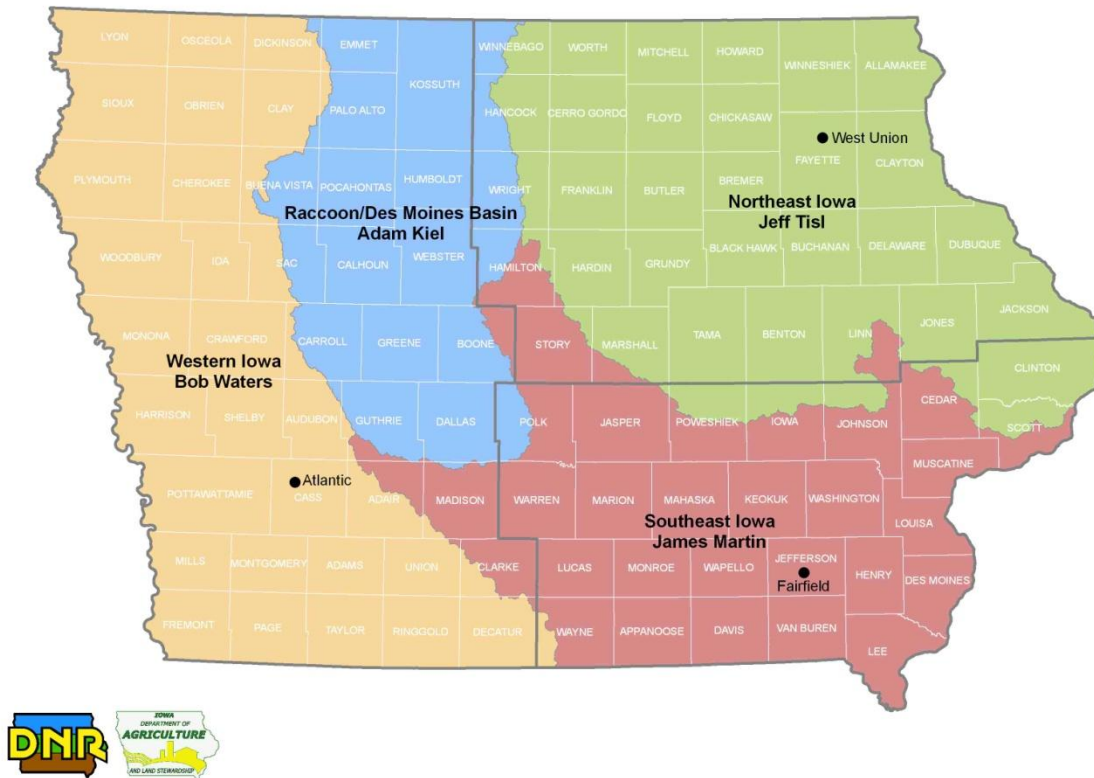 LYON
OSCEOLA
DICKINSON
EMMET
KOSSUTH
WINNEBAGO
WORTH
MITCHELL
HOWARD
WINNESHIEK
ALLAMAKEE
SIOUX
OBRIEN
CLAY
PALO ALTO
HANCOCK
CERRO GORDO
FLOYD
CHICKASAW
West Union
FAYETTE
CLAYTON
PLYMOUTH
CHEROKEE
BUENA VISTA
POCAHONTAS
HUMBOLDT
WRIGHT
FRANKLIN
BUTLER
BREMER
Raccoon/Des Moines Basin
Adam Kiel
Northeast Iowa
Jeff Tisl
WOODBURY
IDA
SAC
CALHOUN
WEBSTER
HAMILTON
HARDIN
GRUNDY
BLACK HAWK
BUCHANAN
DELAWARE
DUBUQUE
MONONA
CRAWFORD
CARROLL
GREENE
BOONE
STORY
MARSHALL
TAMA
BENTON
LINN
JONES
JACKSON
Western Iowa
Bob Waters
CLINTON
HARRISON
SHELBY
AUDUBON
GUTHRIE
DALLAS
POLK
JASPER
POWESHIEK
IOWA
JOHNSON
CEDAR
SCOTT
MUSCATINE
POTTAWATTAMIE
Atlantic
CASS
ADAIR
MADISON
WARREN
MARION
MAHASKA
KEOKUK
WASHINGTON
LOUISA
Southeast Iowa
James Martin
MILLS
MONTGOMERY
ADAMS
UNION
CLARKE
LUCAS
MONROE
WAPELLO
JEFFERSON
Fairfield
HENRY
DES MOINES
FREMONT
PAGE
TAYLOR
RINGGOLD
DECATUR
WAYNE
APPANOOSE
DAVIS
VAN BUREN
LEE
DNR
IOWA
DEPARTMENT OF
AGRICULTURE
AND LAND STEWARDSHIP